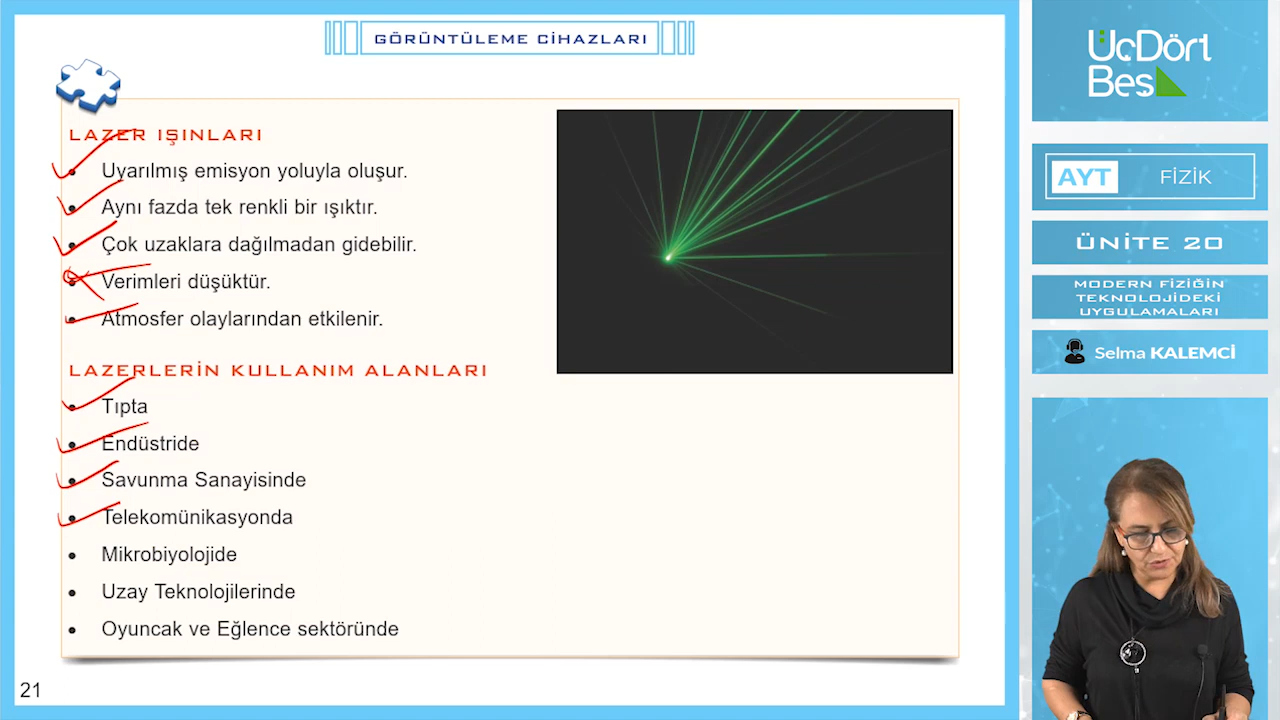 GÖRÜNTÜLEME CİHAZLARI
LAZER IŞINLARI
• Uyarılmış emisyon yoluyla oluşur.
• Aynı fazda tek renkli bir ışıktır.
• Çok uzaklara dağılmadan gidebilir.
• Verimleri düşüktür.
• Atmosfer olaylarından etkilenir.
LAZERLERİN KULLANIM ALANLARI
• Tıpta
• Endüstride
• Savunma Sanayisinde
• Telekomünikasyonda
• Mikrobiyolojide
• Uzay Teknolojilerinde
• Oyuncak ve Eğlence sektöründe
21
ÜçDört
Beş
AYT FİZİK
ÜNİTE 20
MODERN FİZİĞİN
TEKNOLOJİDEKİ
UYGULAMALARI
Selma KALEMCİ